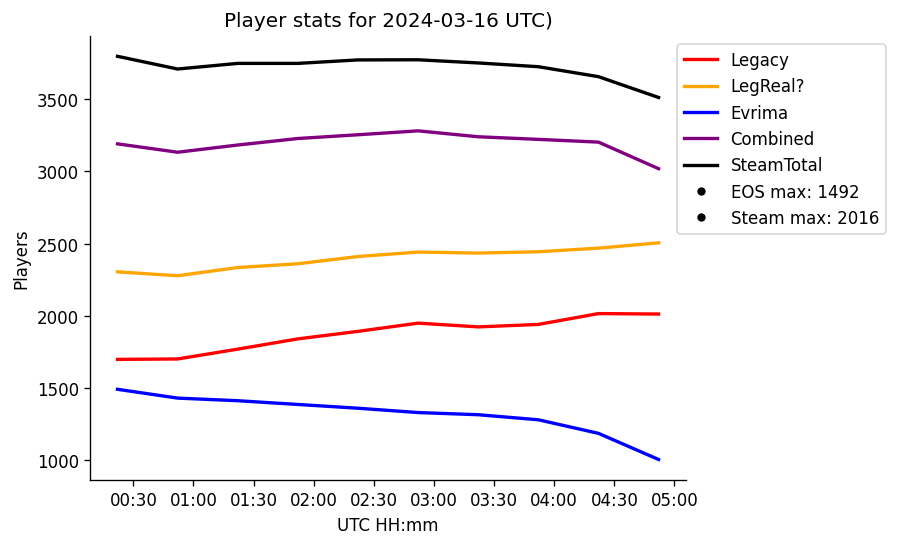 Player stats for 2024-03-16 UTC)
Legacy
LegReal?
Evrima
Combined
SteamTotal
EOS max: 1492
Steam max: 2016
Players
3500
3000
2500
2000
1500
1000
00:30 01:00 01:30 02:00 02:30 03:00 03:30 04:00 04:30 05:00
UTC HH:mm